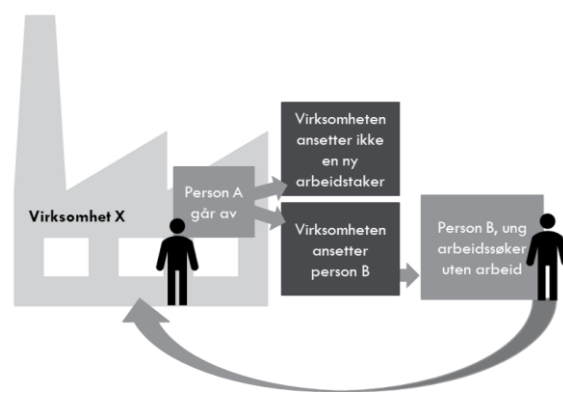 Virksomhet X
Person A
går av
Virksomheten
ansetter ikke
en ny
arbeidstaker
Virksomheten
ansetter
person B
Person B, ung
arbeidssøker
uten arbeid